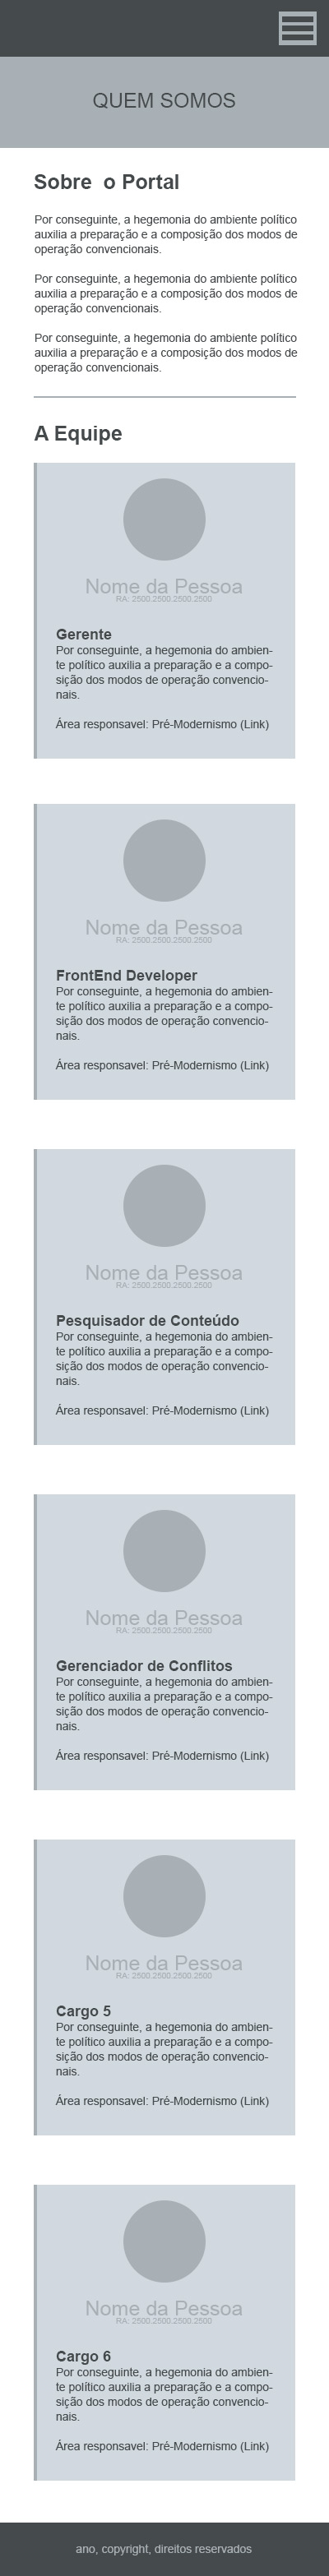 QUEM SOMOS
Sobre  o Portal
Por conseguinte, a hegemonia do ambiente político
auxilia a preparação e a composição dos modos de
operação convencionais.
Por conseguinte, a hegemonia do ambiente político
auxilia a preparação e a composição dos modos de
operação convencionais.
Por conseguinte, a hegemonia do ambiente político
auxilia a preparação e a composição dos modos de
operação convencionais.
A Equipe
Nome da Pessoa
RA: 2500.2500.2500.2500
Gerente
Por conseguinte, a hegemonia do ambien-
te político auxilia a preparação e a compo-
sição dos modos de operação convencio-
nais.
Área responsavel: Pré-Modernismo (Link)
Nome da Pessoa
RA: 2500.2500.2500.2500
FrontEnd Developer
Por conseguinte, a hegemonia do ambien-
te político auxilia a preparação e a compo-
sição dos modos de operação convencio-
nais.
Área responsavel: Pré-Modernismo (Link)
Nome da Pessoa
RA: 2500.2500.2500.2500
Pesquisador de Conteúdo
Por conseguinte, a hegemonia do ambien-
te político auxilia a preparação e a compo-
sição dos modos de operação convencio-
nais.
Área responsavel: Pré-Modernismo (Link)
Nome da Pessoa
RA: 2500.2500.2500.2500
Gerenciador de Conflitos
Por conseguinte, a hegemonia do ambien-
te político auxilia a preparação e a compo-
sição dos modos de operação convencio-
nais.
Área responsavel: Pré-Modernismo (Link)
Nome da Pessoa
RA: 2500.2500.2500.2500
Cargo 5
Por conseguinte, a hegemonia do ambien-
te político auxilia a preparação e a compo-
sição dos modos de operação convencio-
nais.
Área responsavel: Pré-Modernismo (Link)
Nome da Pessoa
RA: 2500.2500.2500.2500
Cargo 6
Por conseguinte, a hegemonia do ambien-
te político auxilia a preparação e a compo-
sição dos modos de operação convencio-
nais.
Área responsavel: Pré-Modernismo (Link)
ano, copyright, direitos reservados